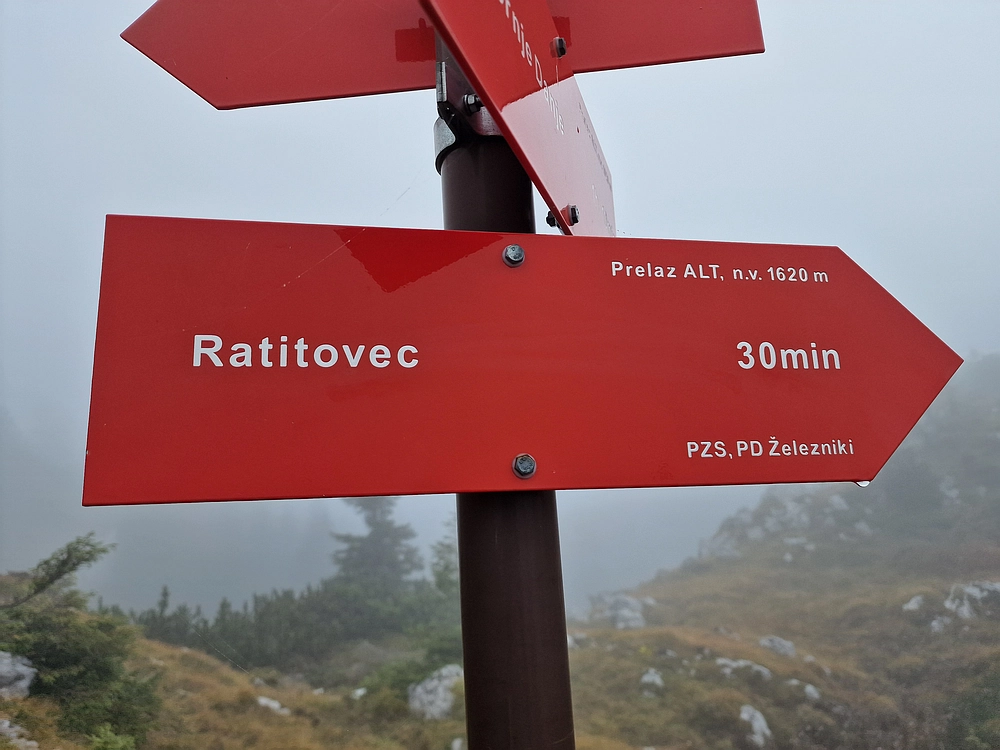 Prelaz ALT, n.v. 1620 m
Ratitovec 30min
PZS, PD Železniki